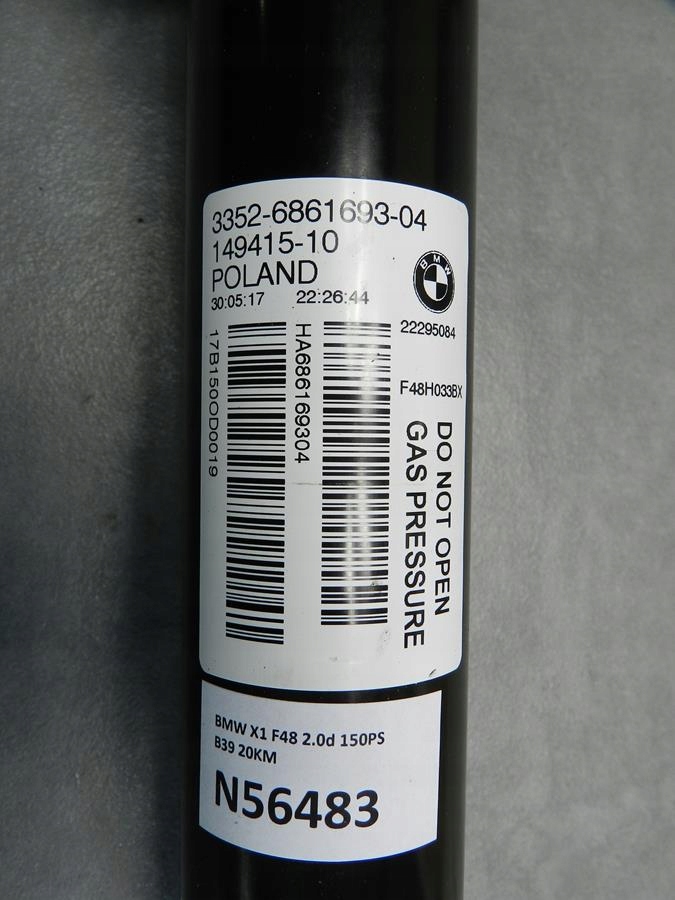 3352-6861693-04
149415-10
POLAND
30:05:17 22:26:44
BMW
22295084
F48H033BX
17B150OD0019
HA686169304
DO NOT OPEN
GAS PRESSURE
BMW X1 F48 2.0d 150PS
B39 20KM
N56483